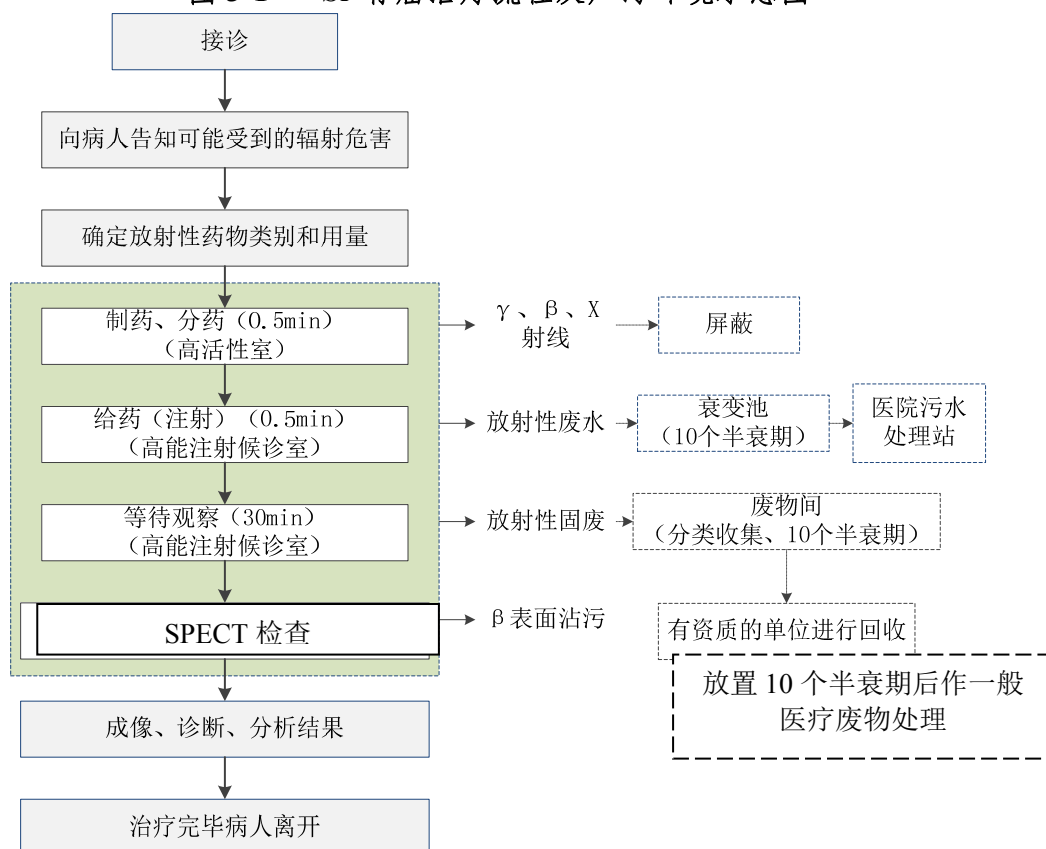 接诊
向病人告知可能受到的辐射危害
确定放射性药物类别和用量
制药、分药（0.5min）
（高活性室）
γ、β、X
射线
屏蔽
给药（注射）（0.5min）
（高能注射候诊室）
放射性废水
衰变池
（10个半衰期）
医院污水
处理站
等待观察（30min）
（高能注射候诊室）
放射性固废
废物间
（分类收集、10个半衰期）
SPECT 检查
β表面沾污
有资质的单位进行回收
放置 10 个半衰期后作一般
医疗废物处理
成像、诊断、分析结果
治疗完毕病人离开